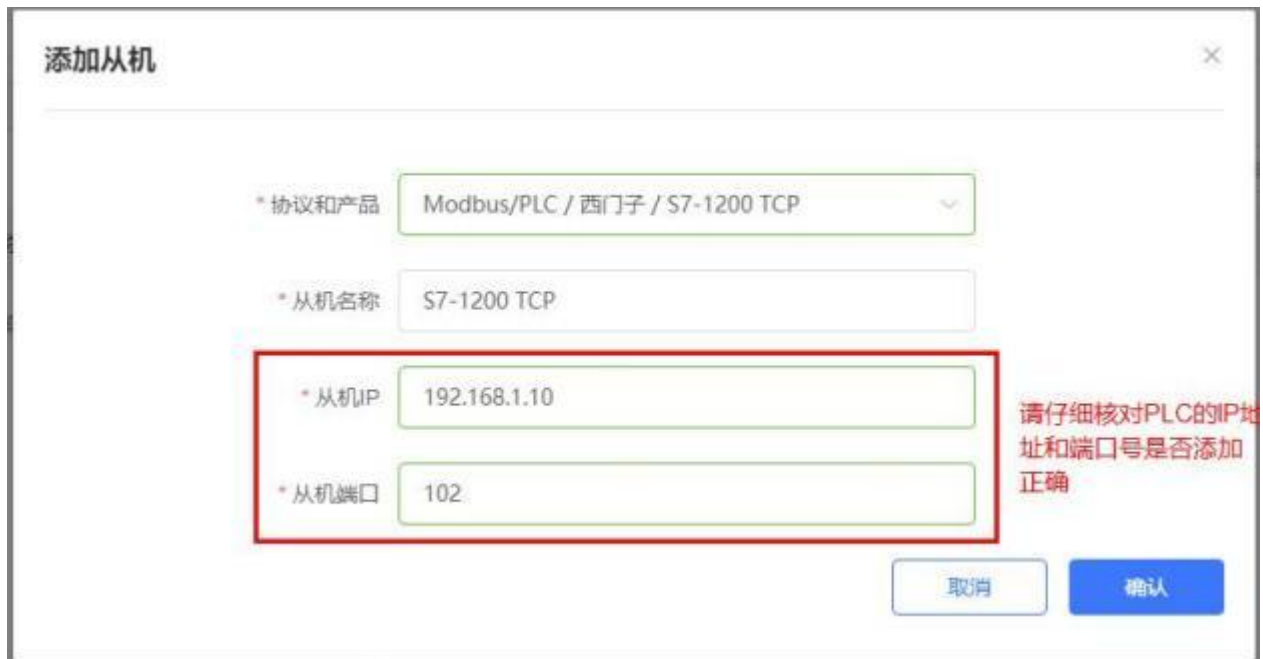 添加从机
* 协议和产品 Modbus/PLC / 西门子 / S7-1200 TCP
* 从机名称 S7-1200 TCP
* 从机IP 192.168.1.10
请仔细核对PLC的IP地
址和端口号是否添加
正确
* 从机端口 102
取消 确认